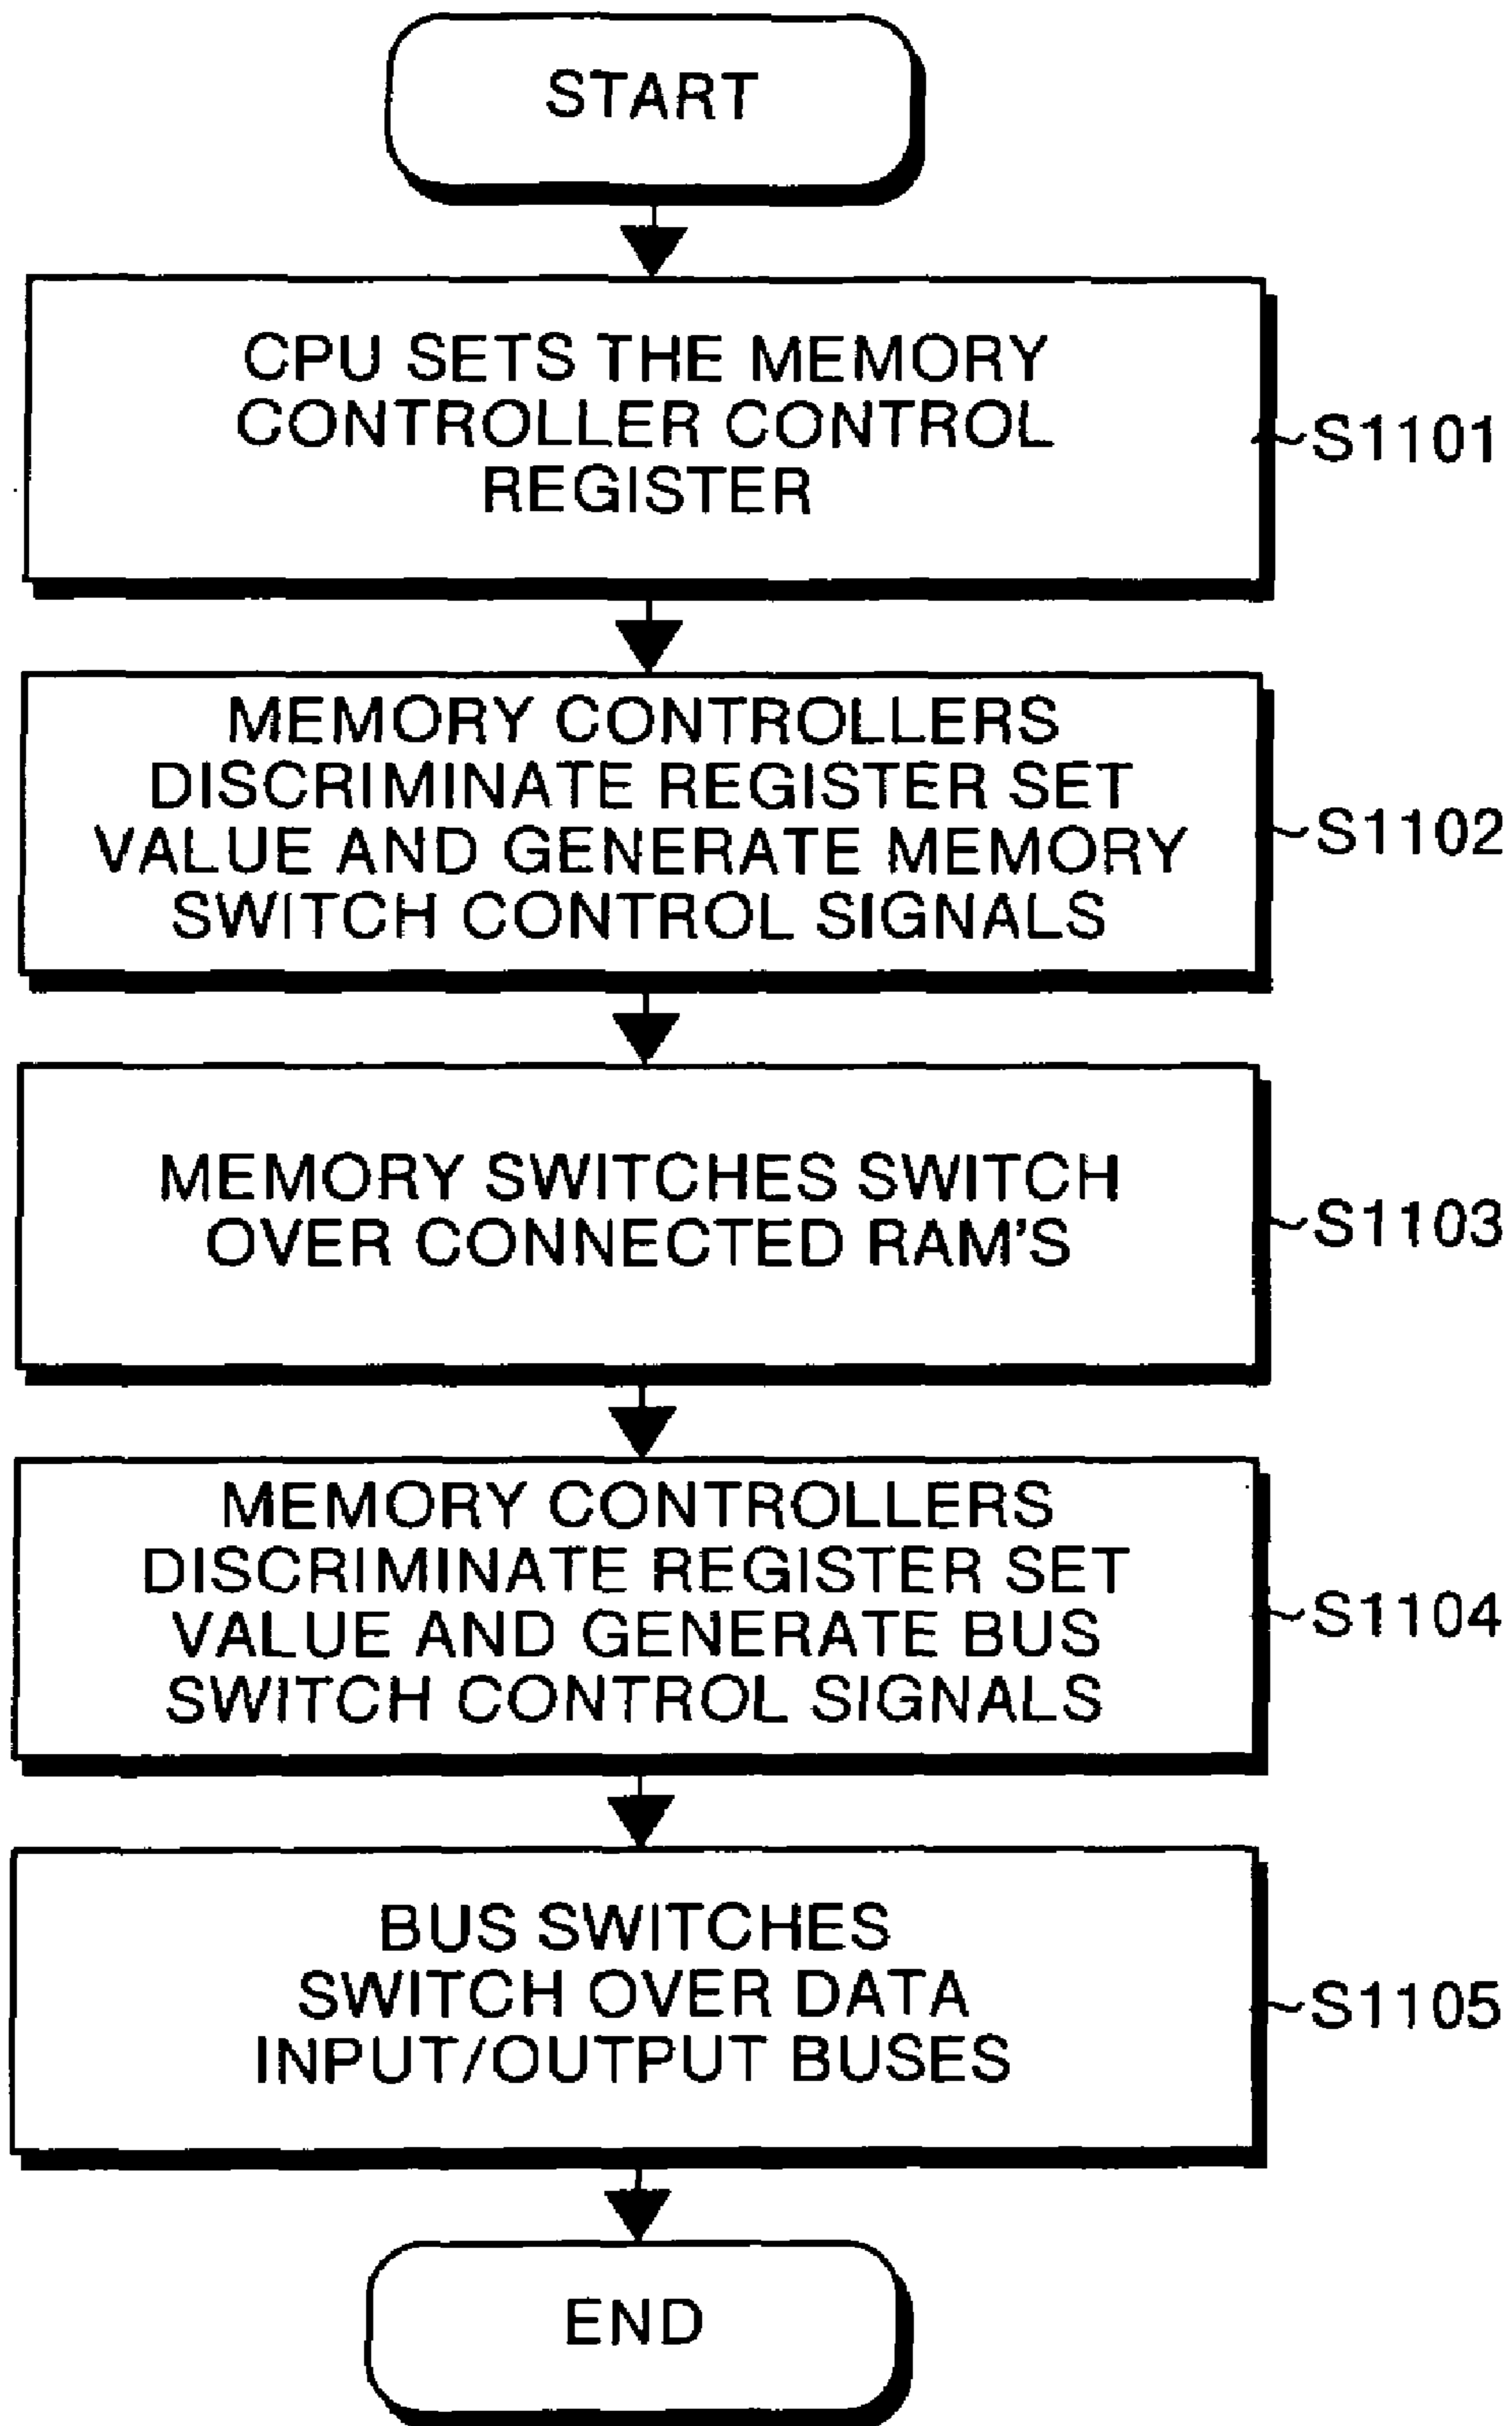 START
CPU SETS THE MEMORY
CONTROLLER CONTROL
REGISTER
S1101
MEMORY CONTROLLERS
DISCRIMINATE REGISTER SET
VALUE AND GENERATE MEMORY
SWITCH CONTROL SIGNALS
S1102
MEMORY SWITCHES SWITCH
OVER CONNECTED RAM'S
S1103
MEMORY CONTROLLERS
DISCRIMINATE REGISTER SET
VALUE AND GENERATE BUS
SWITCH CONTROL SIGNALS
S1104
BUS SWITCHES
SWITCH OVER DATA
INPUT/OUTPUT BUSES
S1105
END